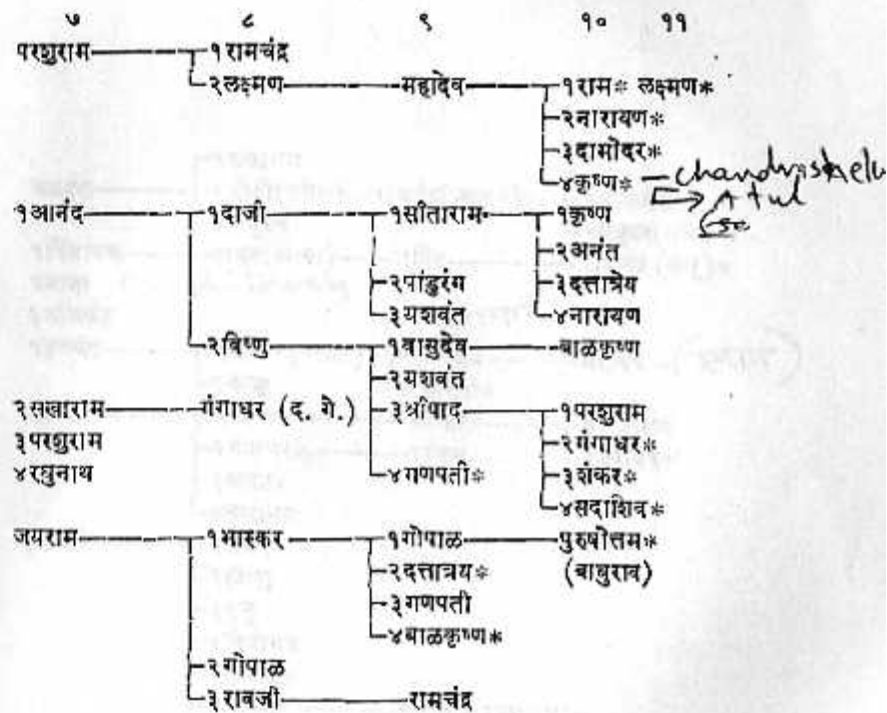 ७ ८ ९ १० ११
परशुराम १रामचंद्र
२लक्ष्मण महादेव १राम* लक्ष्मण*
२नारायण*
३दामोदर*
४कृष्ण*
Atul
१आनंद १दाजी १सीताराम १कृष्ण
२अनंत
२पांडुरंग ३दत्तात्रेय
३यशवंत ४नारायण
२विष्णु १वासुदेव बाळकृष्ण
२यशवंत
२सखाराम गंगाधर (द. गे.) ३श्रीपाद १परशुराम
३परशुराम २गंगाधर*
४रघुनाथ ४गणपती* ३शंकर*
४सदाशिव*
जयराम १भास्कर १गोपाळ पुरुषोत्तम*
२दत्तात्रय* (बाबुराव)
३गणपती
४बाळकृष्ण*
२गोपाळ
३रावजी रामचंद्र